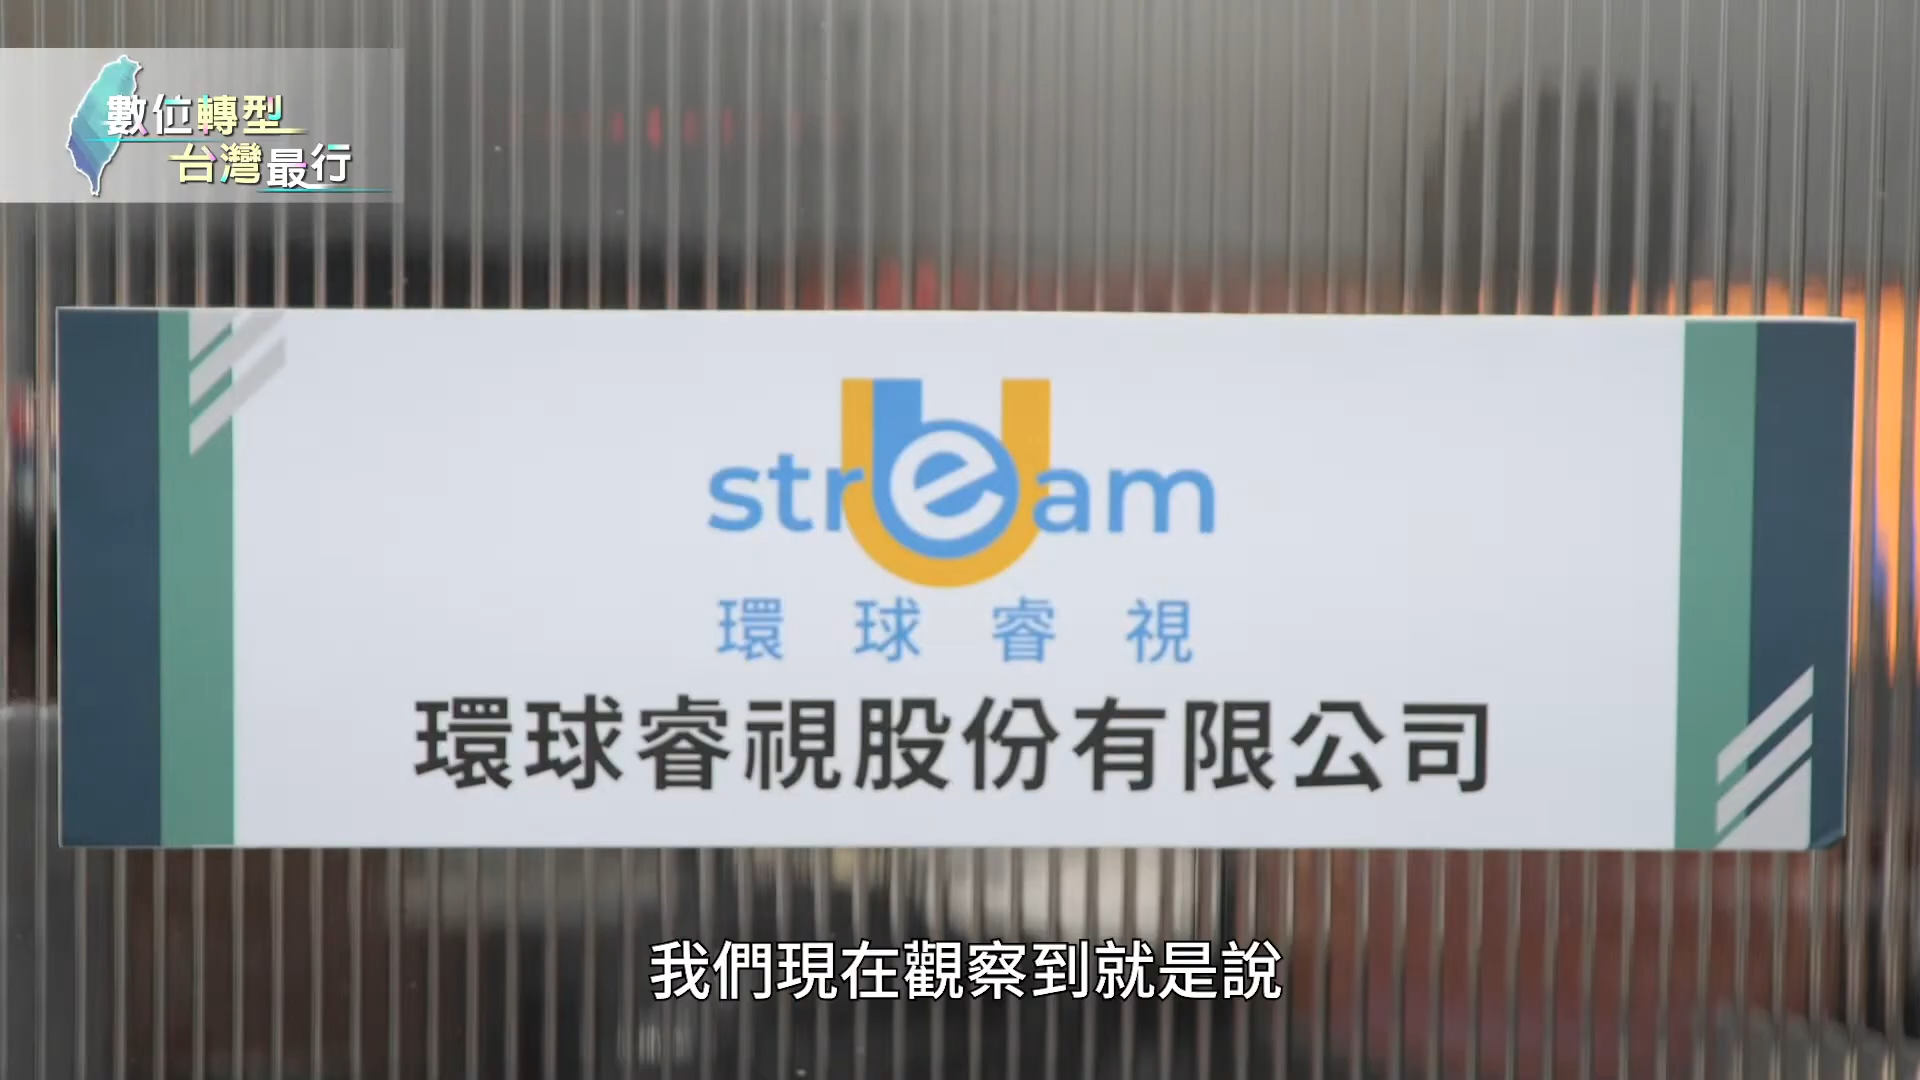 數位轉型
台灣最行
stream
環球睿視
環球睿視股份有限公司
我們現在觀察到就是說